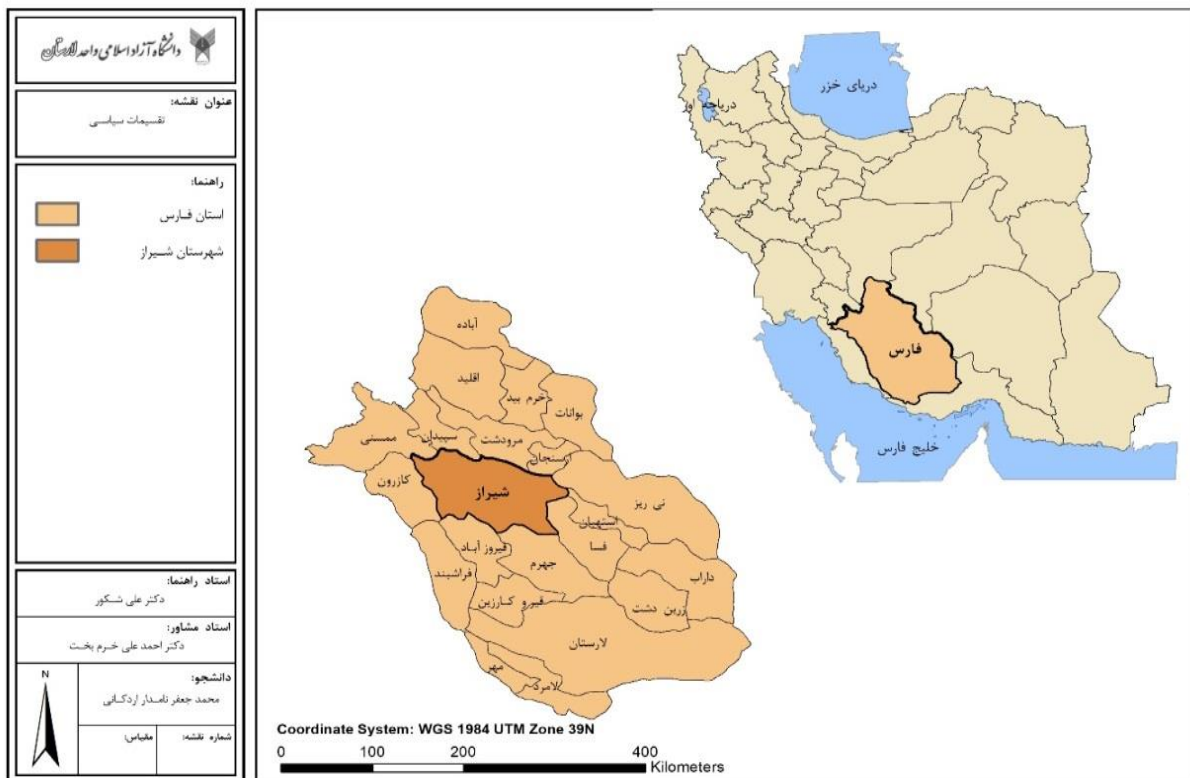 دانشگاه آزاد اسلامی واحد لارستان
عنوان نقشه:
تقسیمات سیاسی
راهنما:
استان فارس
شهرستان شیراز
استاد راهنما:
دکتر علی شکور
استاد مشاور:
دکتر احمد علی خرم بخت
دانشجو:
محمد جعفر نامدار اردکانی
شماره نقشه:
مقیاس:
N
دریای خزر
دریاچه اور
فارس
خلیج فارس
آباده
اقلید
خرم بید
بوانات
ممسنی
سپیدان
مرودشت
ارسنجان
کازرون
شیراز
نی ریز
استهبان
فسا
فیروز آباد
جهرم
فراشبند
داراب
قیرو کارزین
زرین دشت
لارستان
مهر
لامرد
Coordinate System: WGS 1984 UTM Zone 39N
0 100 200 400
Kilometers